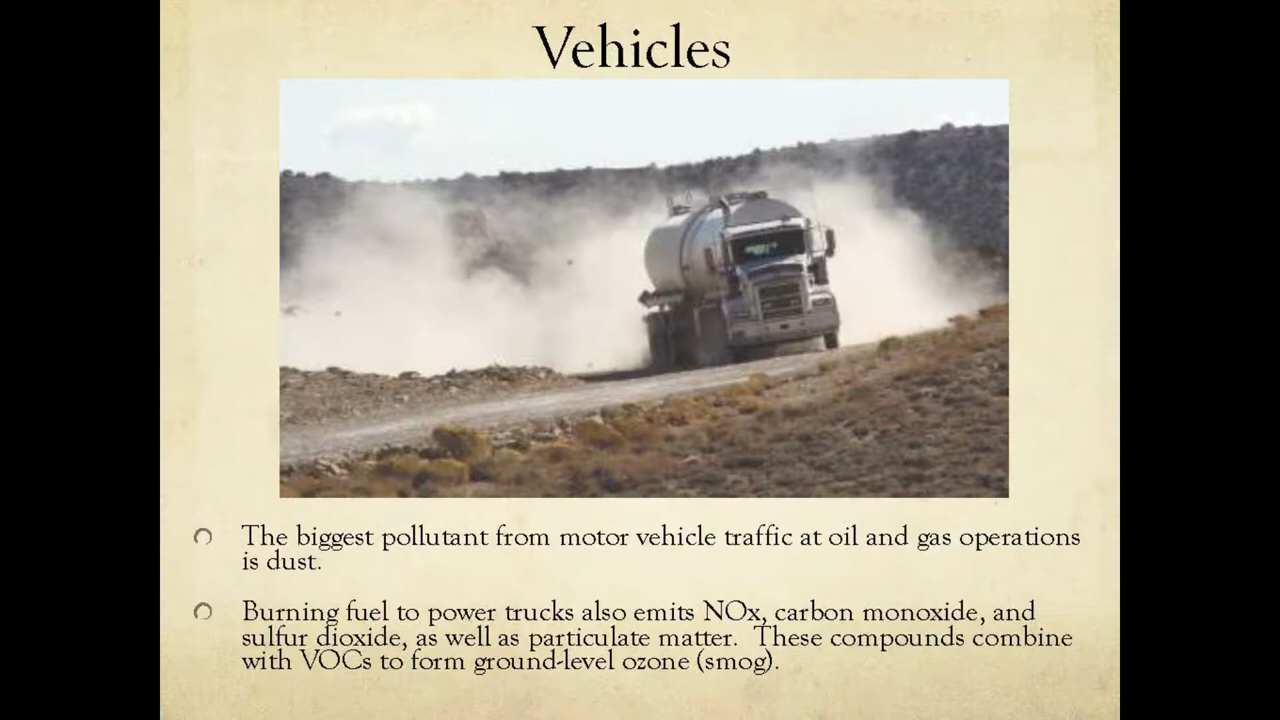 Vehicles
The biggest pollutant from motor vehicle traffic at oil and gas operations
is dust.
Burning fuel to power trucks also emits NOx, carbon monoxide, and
sulfur dioxide, as well as particulate matter.  These compounds combine
with VOCs to form ground-level ozone (smog).